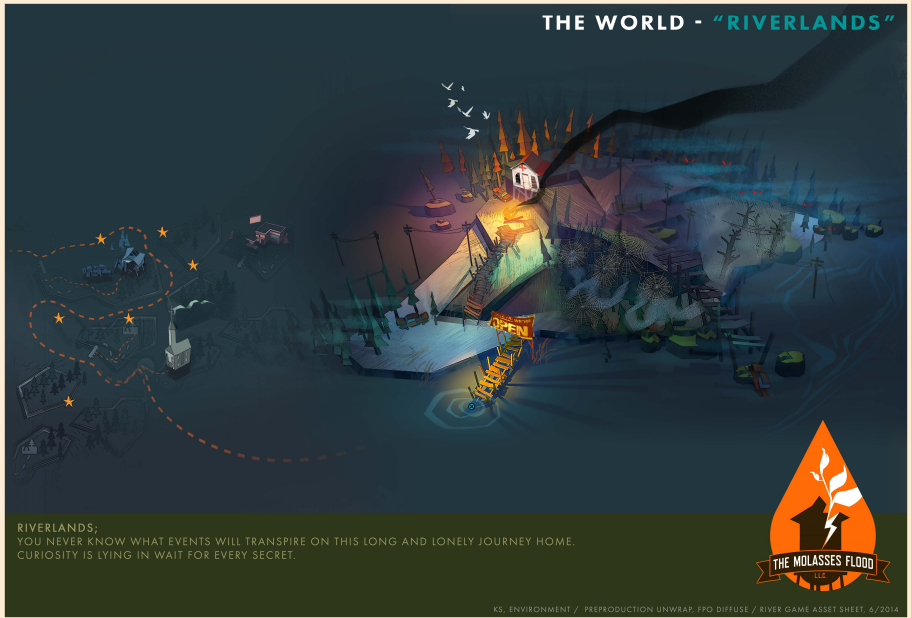 THE WORLD - "RIVERLANDS"
OPEN
RIVERLANDS;
YOU NEVER KNOW WHAT EVENTS WILL TRANSPIRE ON THIS LONG AND LONELY JOURNEY HOME.
CURIOSITY IS LYING IN WAIT FOR EVERY SECRET.
THE MOLASSES FLOOD
LLC.
KS, ENVIRONMENT / PREPRODUCTION UNWRAP, FPO DIFFUSE / RIVER GAME ASSET SHEET, 6/2014